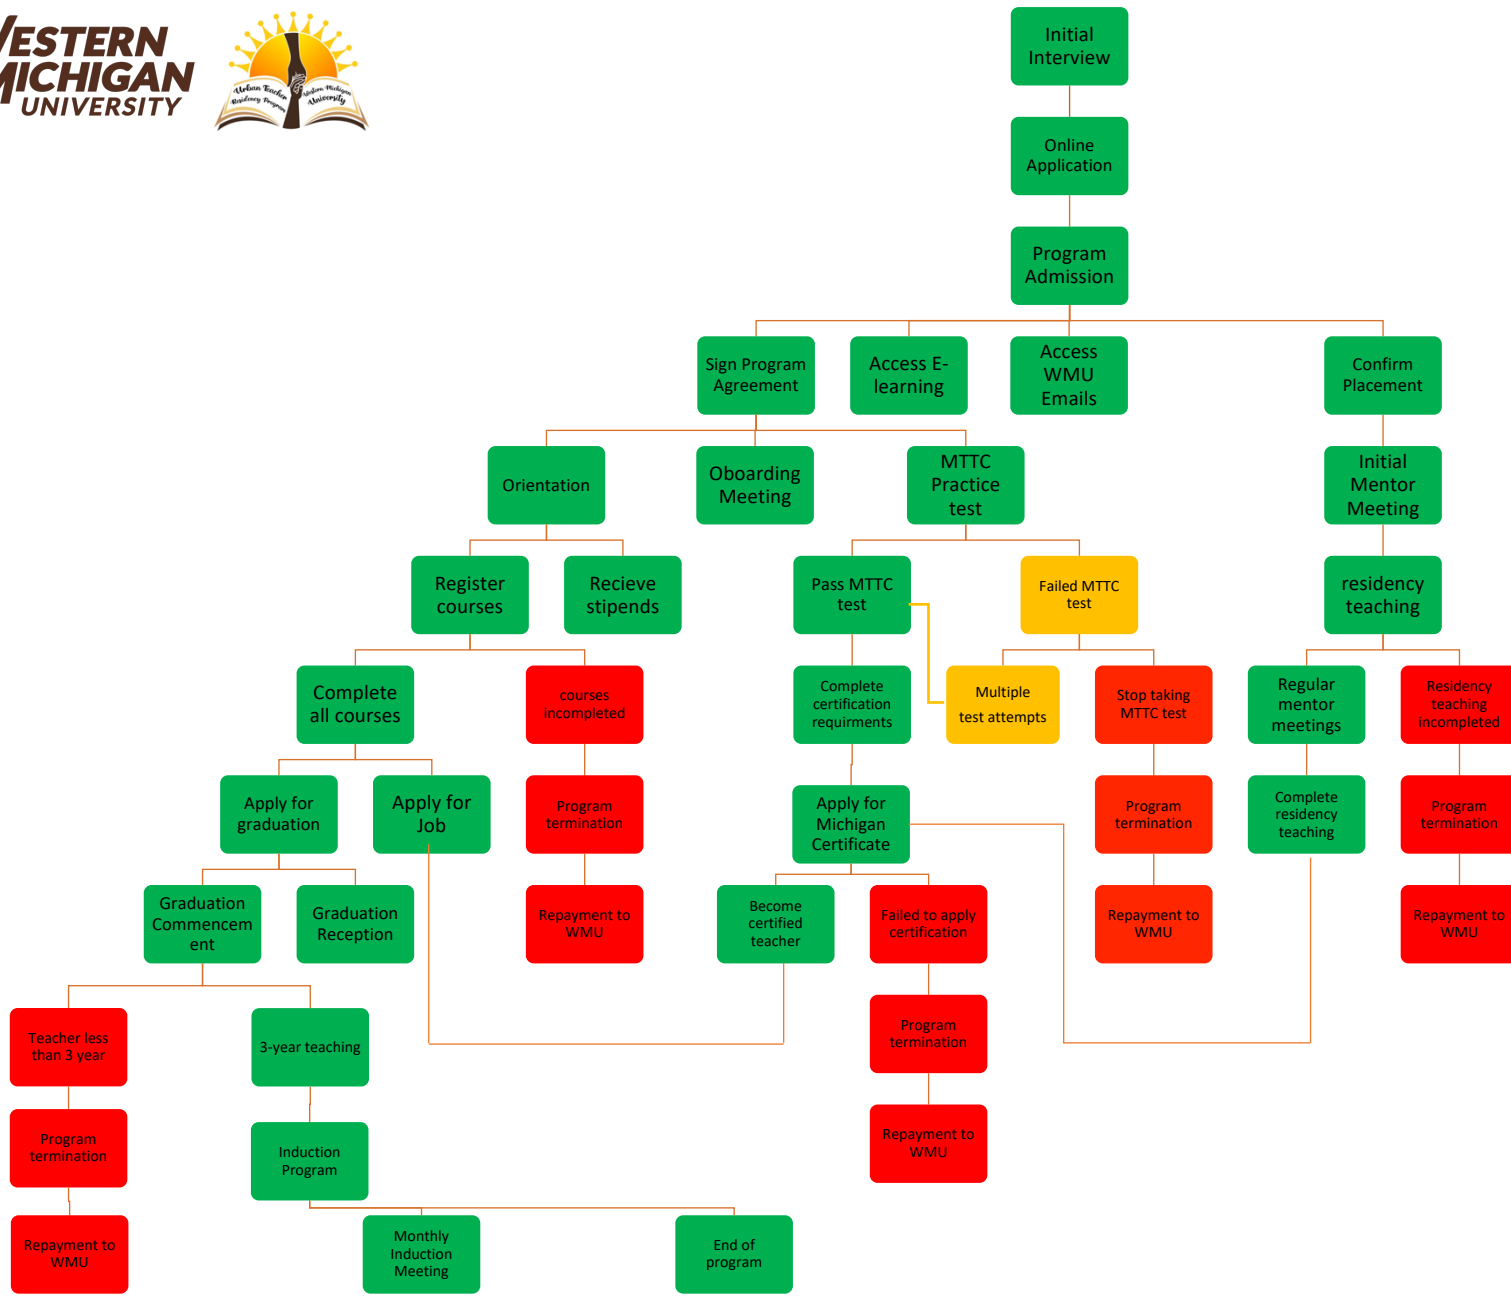 WESTERN
MICHIGAN
UNIVERSITY
Urban Teacher
Residency Program
Western Michigan
University
Initial
Interview
Online
Application
Program
Admission
Sign Program
Agreement
Access E-
learning
Access
WMU
Emails
Confirm
Placement
Orientation
Oboarding
Meeting
MTTC
Practice
test
Initial
Mentor
Meeting
Register
courses
Recieve
stipends
Pass MTTC
test
Failed MTTC
test
residency
teaching
Complete
all courses
courses
incompleted
Complete
certification
requirments
Multiple
test attempts
Stop taking
MTTC test
Regular
mentor
meetings
Residency
teaching
incompleted
Apply for
graduation
Apply for
Job
Program
termination
Apply for
Michigan
Certificate
Program
termination
Complete
residency
teaching
Program
termination
Graduation
Commencem
ent
Graduation
Reception
Repayment to
WMU
Become
certified
teacher
Failed to apply
certification
Repayment to
WMU
Repayment to
WMU
Teacher less
than 3 year
3-year teaching
Program
termination
Program
termination
Induction
Program
Repayment to
WMU
Repayment to
WMU
Monthly
Induction
Meeting
End of
program